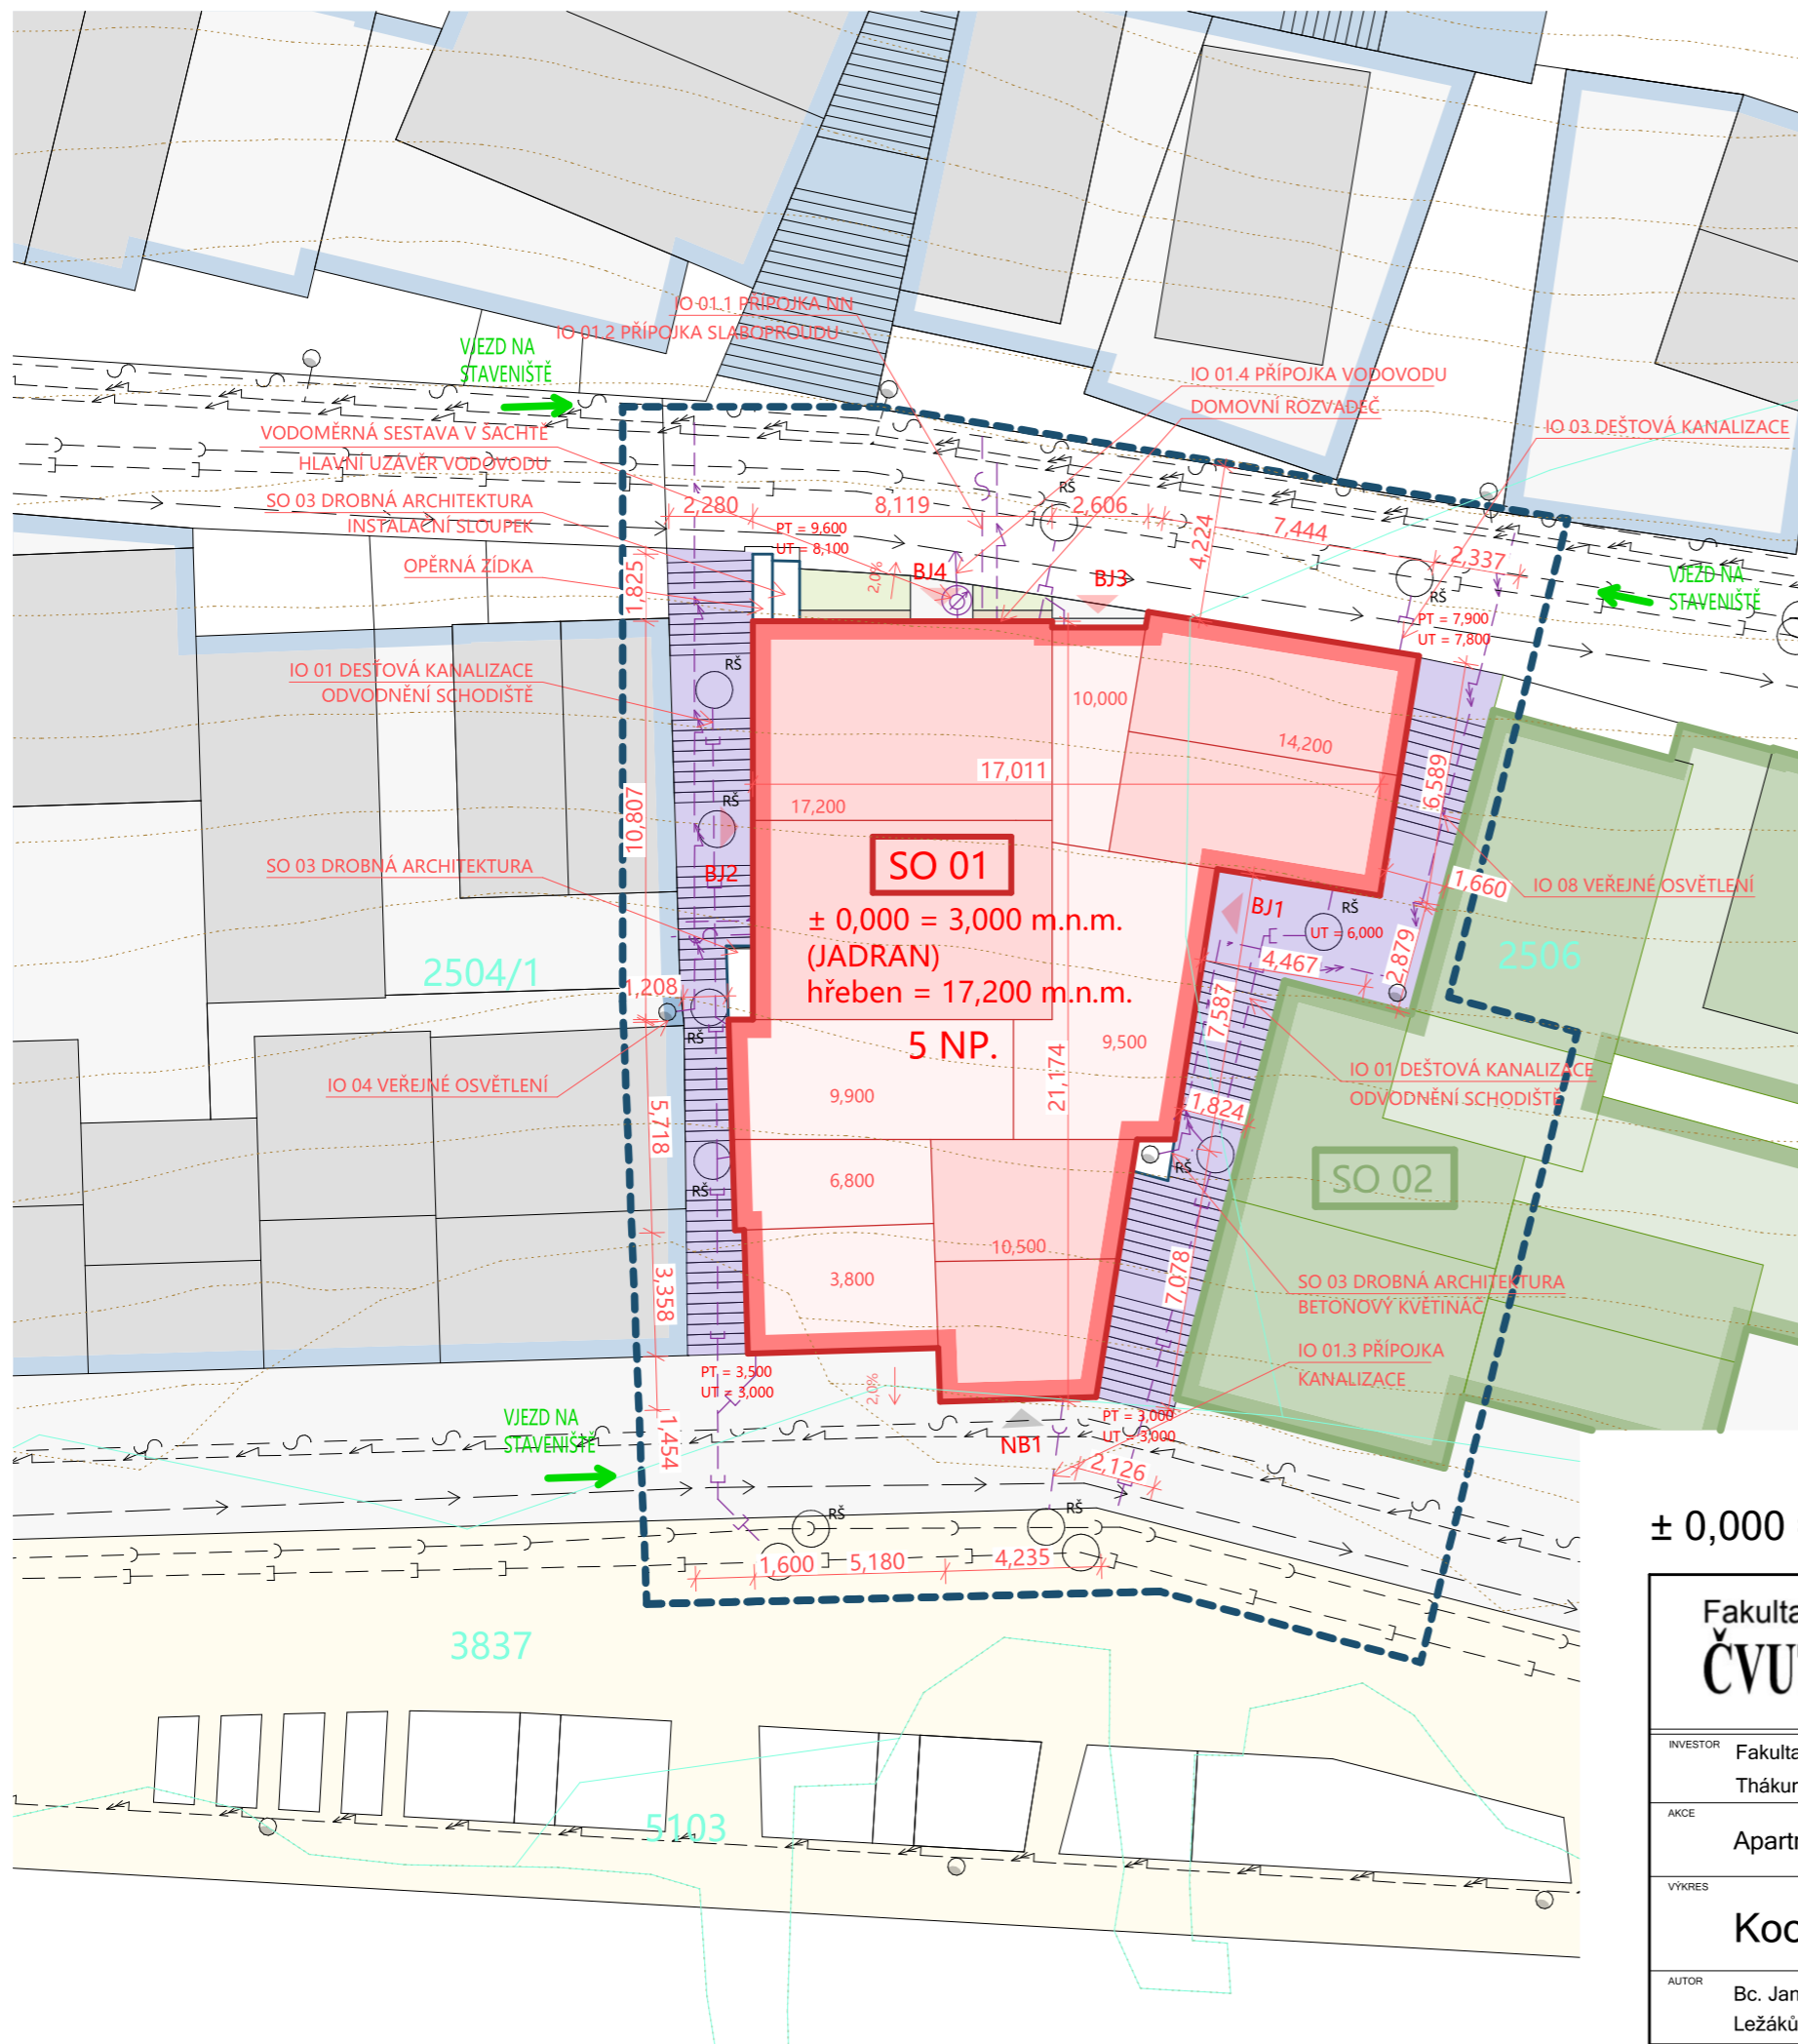 IO 01.1 PŘÍPOJKA NN
IO 01.2 PŘÍPOJKA SLABOPROUDU
VJEZD NA
STAVENIŠTĚ
IO 01.4 PŘÍPOJKA VODOVODU
DOMOVNÍ ROZVADĚČ
IO 03 DEŠTOVÁ KANALIZACE
VODOMĚRNÁ SESTAVA V ŠACHTĚ
HLAVNÍ UZÁVĚR VODOVODU
SO 03 DROBNÁ ARCHITEKTURA
INSTALAČNÍ SLOUPEK
OPĚRNÁ ZÍDKA
2,280
8,119
RŠ
2,606
4,224
7,444
2,337
PT = 9,600
UT = 8,100
1,825
2,0%
BJ4
BJ3
RŠ
VJEZD NA
STAVENIŠTĚ
PT = 7,900
UT = 7,800
IO 01 DEŠTOVÁ KANALIZACE
ODVODNĚNÍ SCHODIŠTĚ
RŠ
10,000
14,200
17,011
17,200
6,589
RŠ
10,807
SO 03 DROBNÁ ARCHITEKTURA
BJ2
SO 01
± 0,000 = 3,000 m.n.m.
(JADRAN)
hřeben = 17,200 m.n.m.
5 NP.
1,660
IO 08 VEŘEJNÉ OSVĚTLENÍ
BJ1
RŠ
UT = 6,000
4,467
2,879
2506
2504/1
1,208
RŠ
7,587
9,500
21,174
IO 04 VEŘEJNÉ OSVĚTLENÍ
9,900
5,718
1,824
IO 01 DEŠTOVÁ KANALIZACE
ODVODNĚNÍ SCHODIŠTĚ
RŠ
6,800
RŠ
SO 02
10,500
3,800
3,358
7,078
SO 03 DROBNÁ ARCHITEKTURA
BETONOVÝ KVĚTINÁČ
IO 01.3 PŘÍPOJKA
KANALIZACE
PT = 3,500
UT = 3,000
2,0%
VJEZD NA
STAVENIŠTĚ
1,454
NB1
PT = 3,000
UT = 3,000
2,126
RŠ
RŠ
1,600
5,180
4,235
3837
5103
± 0,000
Fakulta
ČVUT
INVESTOR
Fakulta
Thákur
AKCE
Apartm
VÝKRES
Koo
AUTOR
Bc. Jan
Ležáků